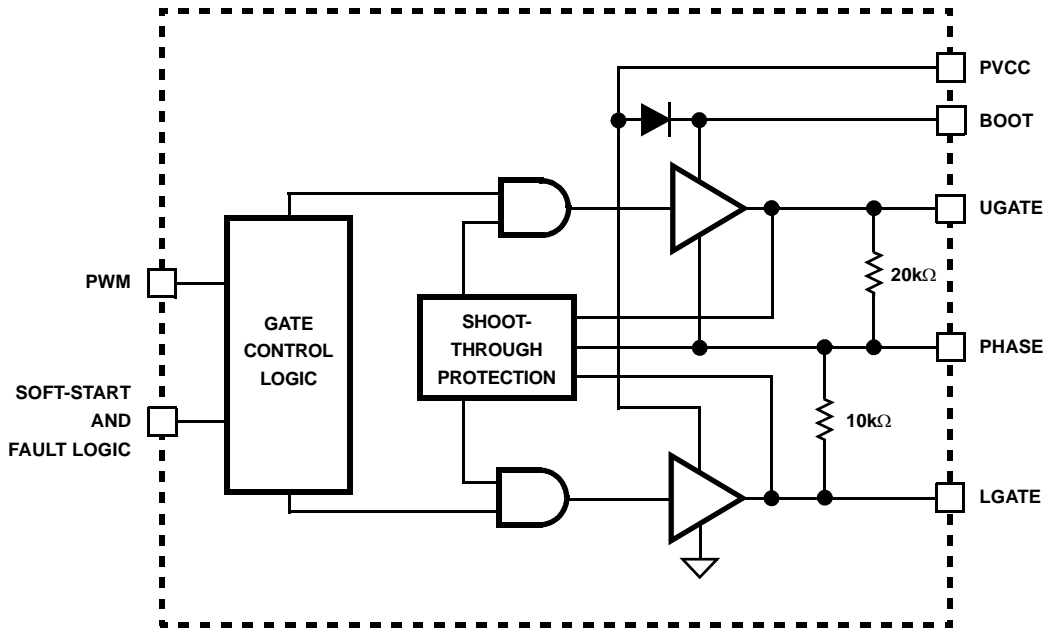 PVCC
BOOT
UGATE
PWM
20kΩ
GATE
CONTROL
LOGIC
SHOOT-
THROUGH
PROTECTION
PHASE
SOFT-START
AND
FAULT LOGIC
10kΩ
LGATE